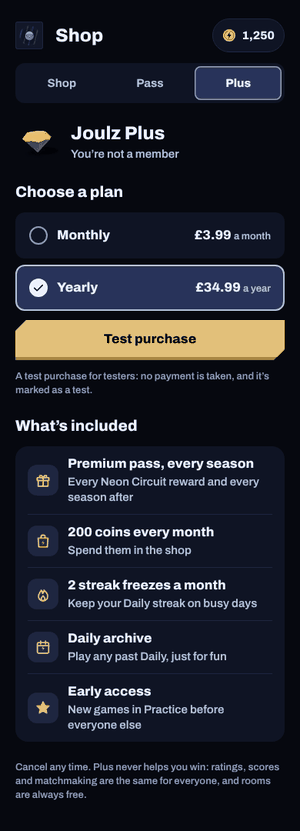 Shop
1,250
Shop
Pass
Plus
Joulz Plus
You're not a member
Choose a plan
Monthly
£3.99 a month
Yearly
£34.99 a year
Test purchase
A test purchase for testers: no payment is taken, and it's
marked as a test.
What's included
Premium pass, every season
Every Neon Circuit reward and every
season after
200 coins every month
Spend them in the shop
2 streak freezes a month
Keep your Daily streak on busy days
Daily archive
Play any past Daily, just for fun
Early access
New games in Practice before
everyone else
Cancel any time. Plus never helps you win: ratings, scores
and matchmaking are the same for everyone, and rooms
are always free.